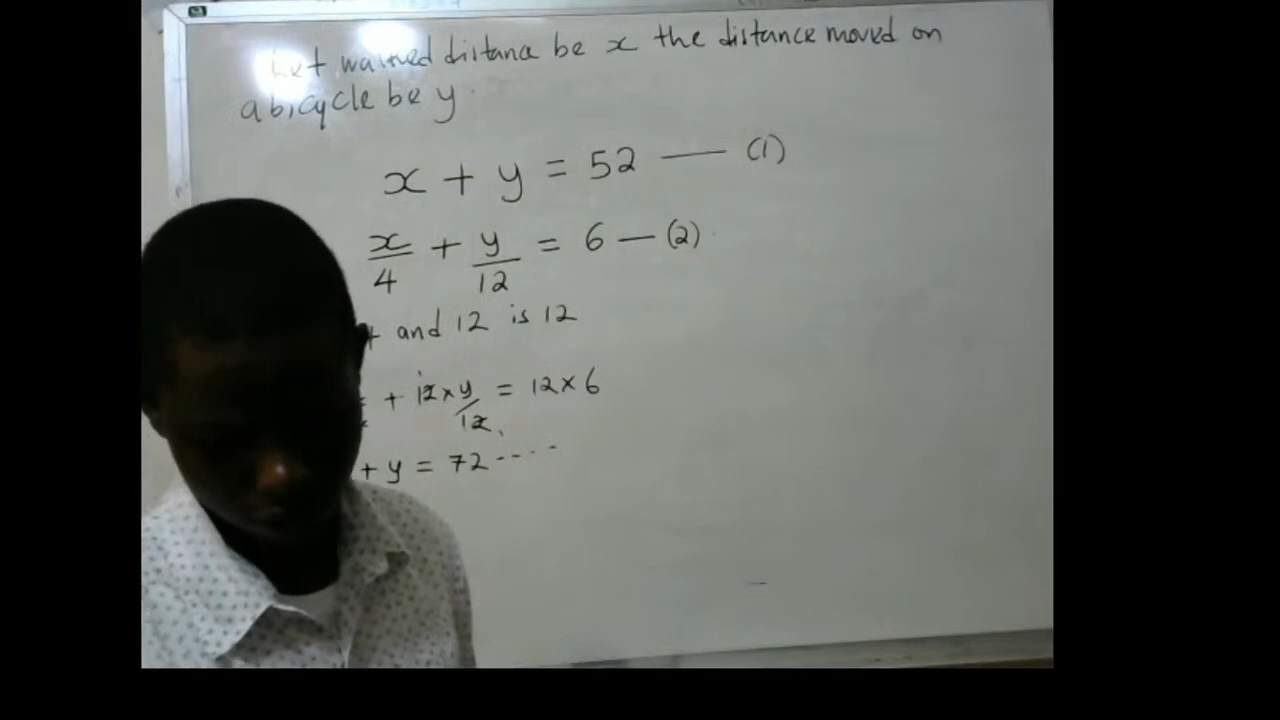 Let walked distance be x the distance moved on
a bicycle be y.
x + y = 52 — (1)
x/4 + y/12 = 6 — (2)
and 12 is 12
+ 12 × y/12 = 12 × 6
+ y = 72 ----